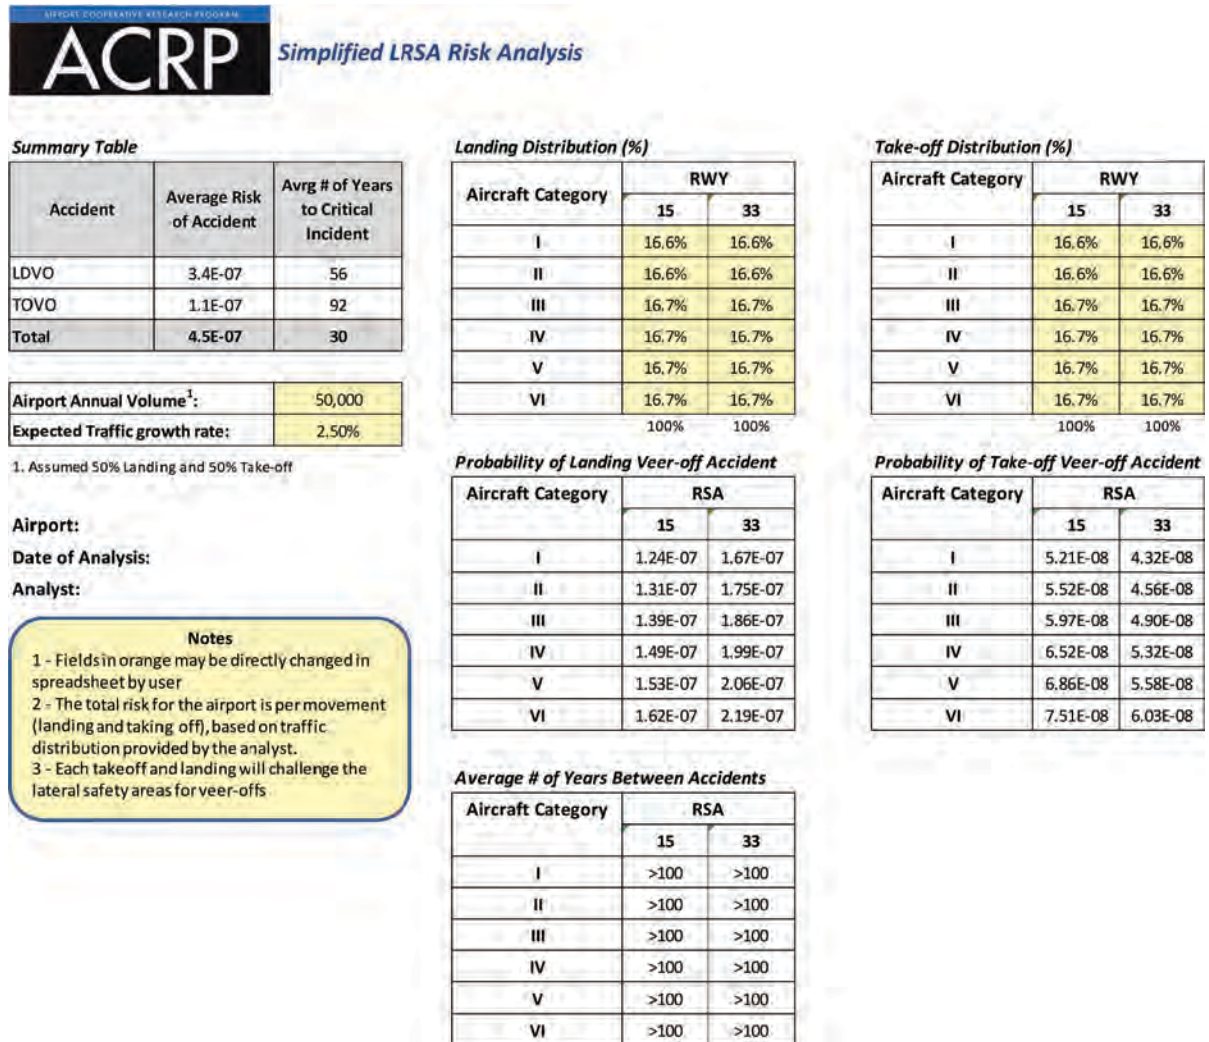 AIRPORT COOPERATIVE RESEARCH PROGRAM
ACRP
Simplified LRSA Risk Analysis
Summary Table
Accident Average Risk of Accident Avrg # of Years to Critical Incident
LDVO 3.4E-07 56
TOVO 1.1E-07 92
Total 4.5E-07 30
Airport Annual Volume1: 50,000
Expected Traffic growth rate: 2.50%
1. Assumed 50% Landing and 50% Take-off
Airport:
Date of Analysis:
Analyst:
Notes
1 - Fields in orange may be directly changed in
spreadsheet by user
2 - The total risk for the airport is per movement
(landing and taking off), based on traffic
distribution provided by the analyst.
3 - Each takeoff and landing will challenge the
lateral safety areas for veer-offs
Landing Distribution (%)
Aircraft Category RWY
15 33
I 16.6% 16.6%
II 16.6% 16.6%
III 16.7% 16.7%
IV 16.7% 16.7%
V 16.7% 16.7%
VI 16.7% 16.7%
100% 100%
Probability of Landing Veer-off Accident
Aircraft Category RSA
15 33
I 1.24E-07 1.67E-07
II 1.31E-07 1.75E-07
III 1.39E-07 1.86E-07
IV 1.49E-07 1.99E-07
V 1.53E-07 2.06E-07
VI 1.62E-07 2.19E-07
Average # of Years Between Accidents
Aircraft Category RSA
15 33
I >100 >100
II >100 >100
III >100 >100
IV >100 >100
V >100 >100
VI >100 >100
Take-off Distribution (%)
Aircraft Category RWY
15 33
I 16.6% 16.6%
II 16.6% 16.6%
III 16.7% 16.7%
IV 16.7% 16.7%
V 16.7% 16.7%
VI 16.7% 16.7%
100% 100%
Probability of Take-off Veer-off Accident
Aircraft Category RSA
15 33
I 5.21E-08 4.32E-08
II 5.52E-08 4.56E-08
III 5.97E-08 4.90E-08
IV 6.52E-08 5.32E-08
V 6.86E-08 5.58E-08
VI 7.51E-08 6.03E-08